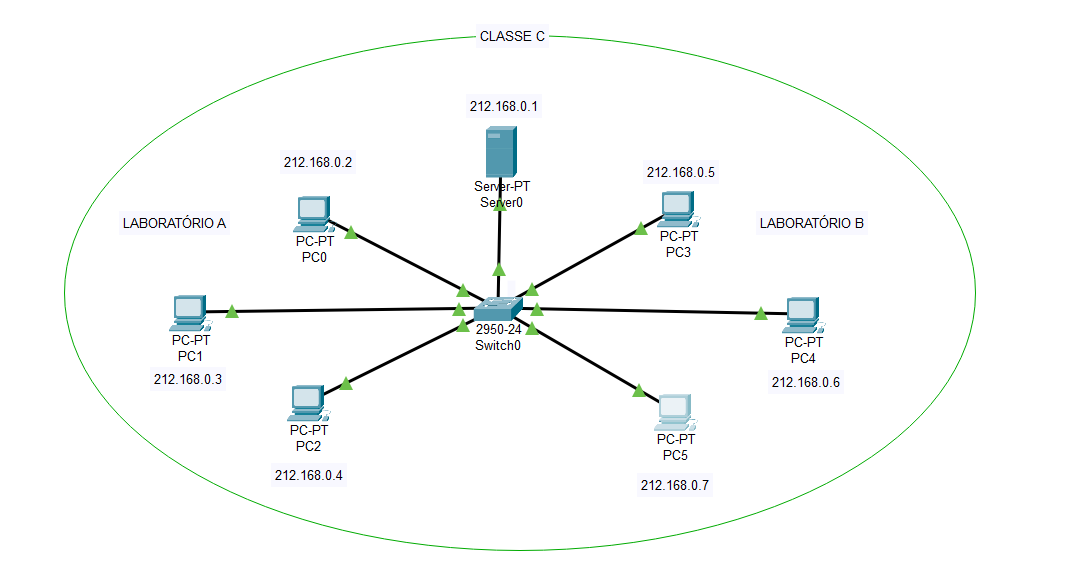 CLASSE C
212.168.0.1
Server-PT
Server0
212.168.0.2
PC-PT
PC0
212.168.0.5
PC-PT
PC3
LABORATÓRIO A
LABORATÓRIO B
PC-PT
PC1
212.168.0.3
2950-24
Switch0
PC-PT
PC4
212.168.0.6
PC-PT
PC2
212.168.0.4
PC-PT
PC5
212.168.0.7